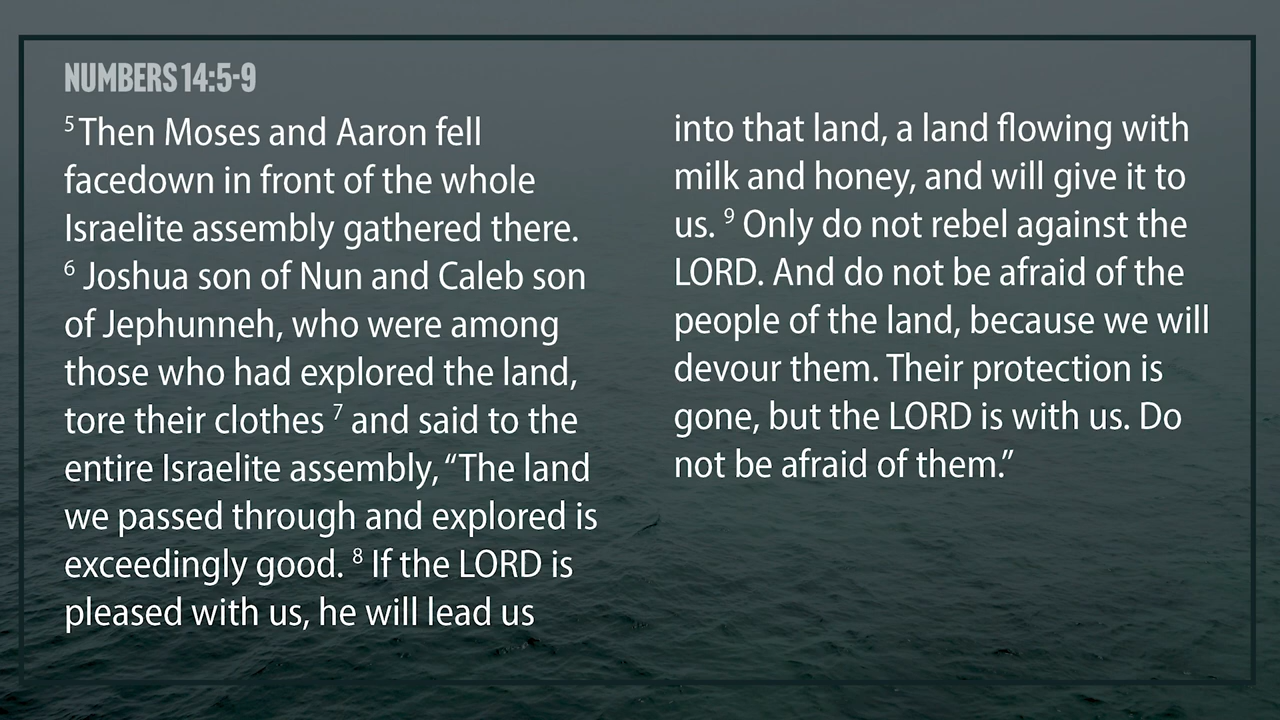 NUMBERS 14:5-9
5 Then Moses and Aaron fell
facedown in front of the whole
Israelite assembly gathered there.
6 Joshua son of Nun and Caleb son
of Jephunneh, who were among
those who had explored the land,
tore their clothes 7 and said to the
entire Israelite assembly, “The land
we passed through and explored is
exceedingly good. 8 If the LORD is
pleased with us, he will lead us
into that land, a land flowing with
milk and honey, and will give it to
us. 9 Only do not rebel against the
LORD. And do not be afraid of the
people of the land, because we will
devour them. Their protection is
gone, but the LORD is with us. Do
not be afraid of them.”